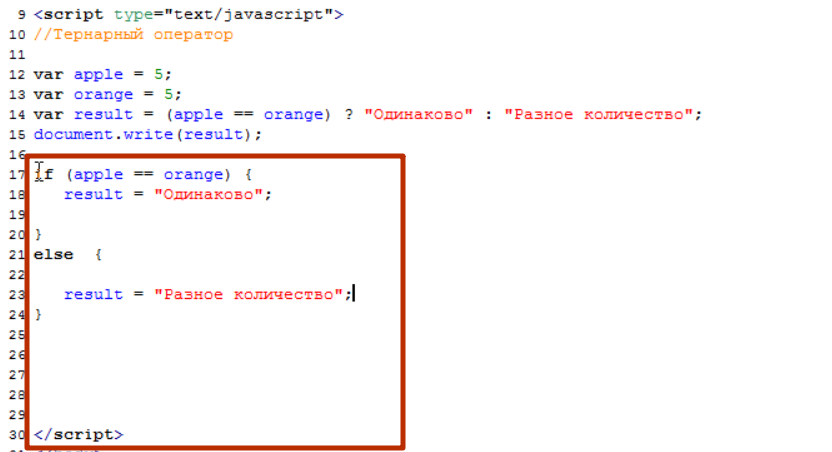 9 <script type="text/javascript">
10 //Тернарный оператор
11
12 var apple = 5;
13 var orange = 5;
14 var result = (apple == orange) ? "Одинаково" : "Разное количество";
15 document.write(result);
16
17 if (apple == orange) {
18 result = "Одинаково";
19
20 }
21 else {
22
23 result = "Разное количество";
24 }
25
26
27
28
29
30 </script>